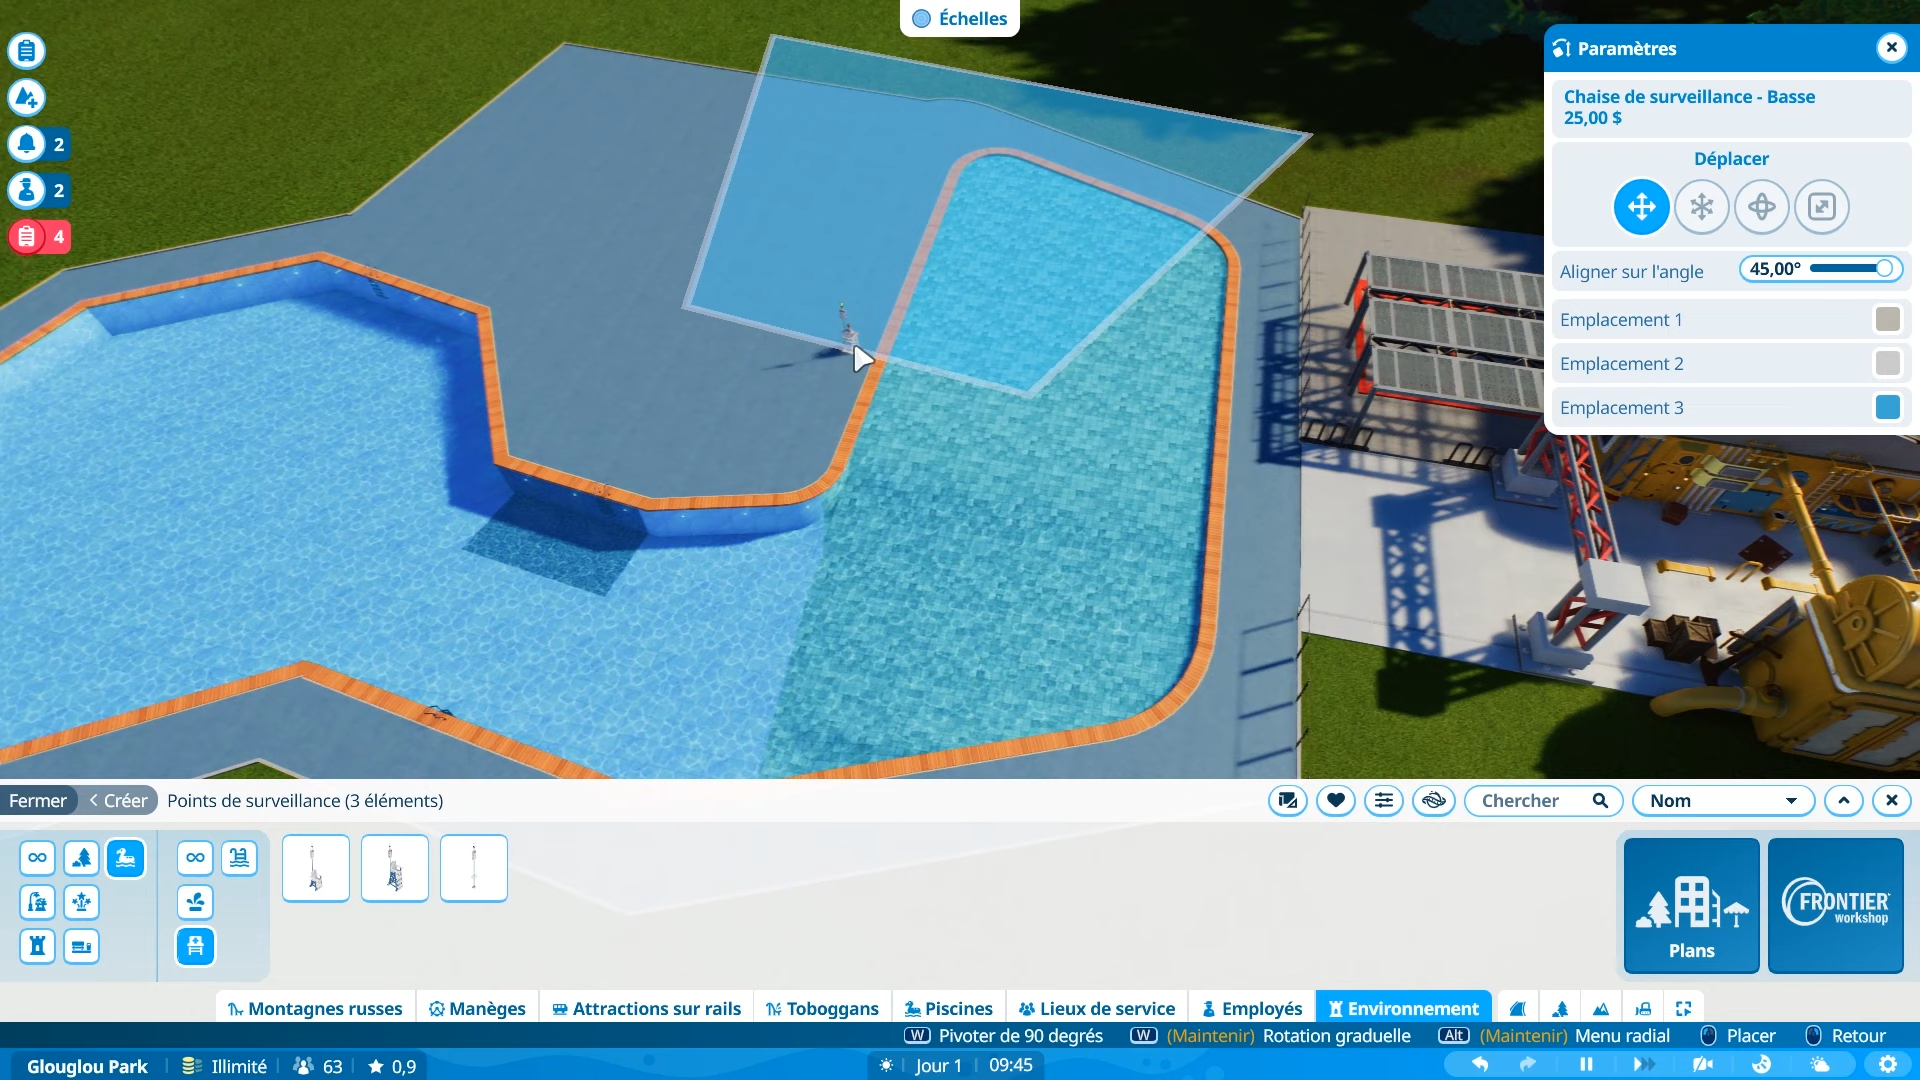 Échelles
2
2
4
Paramètres
Chaise de surveillance - Basse
25,00 $
Déplacer
Aligner sur l'angle 45,00°
Emplacement 1
Emplacement 2
Emplacement 3
Fermer Créer Points de surveillance (3 éléments)
Chercher
Nom
Plans
FRONTIER
workshop
Montagnes russes Manèges Attractions sur rails Toboggans Piscines Lieux de service Employés Environnement
W Pivoter de 90 degrés W (Maintenir) Rotation graduelle Alt (Maintenir) Menu radial Placer Retour
Glouglou Park Illimité 63 0,9 Jour 1 09:45